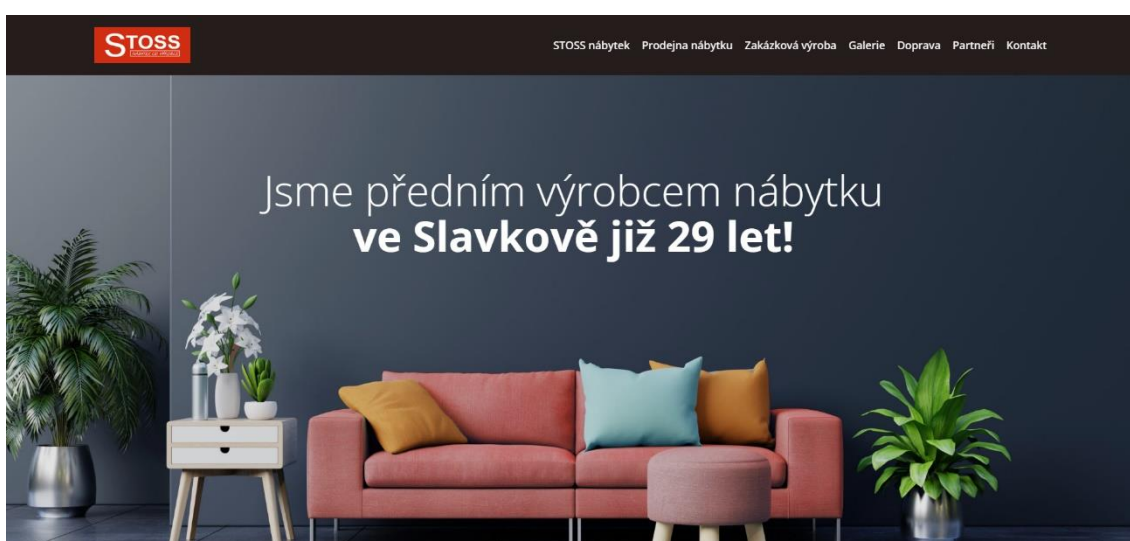 STOSS
STOSS nábytek Prodejna nábytku Zakázková výroba Galerie Doprava Partneři Kontakt
Jsme předním výrobcem nábytku
ve Slavkově již 29 let!